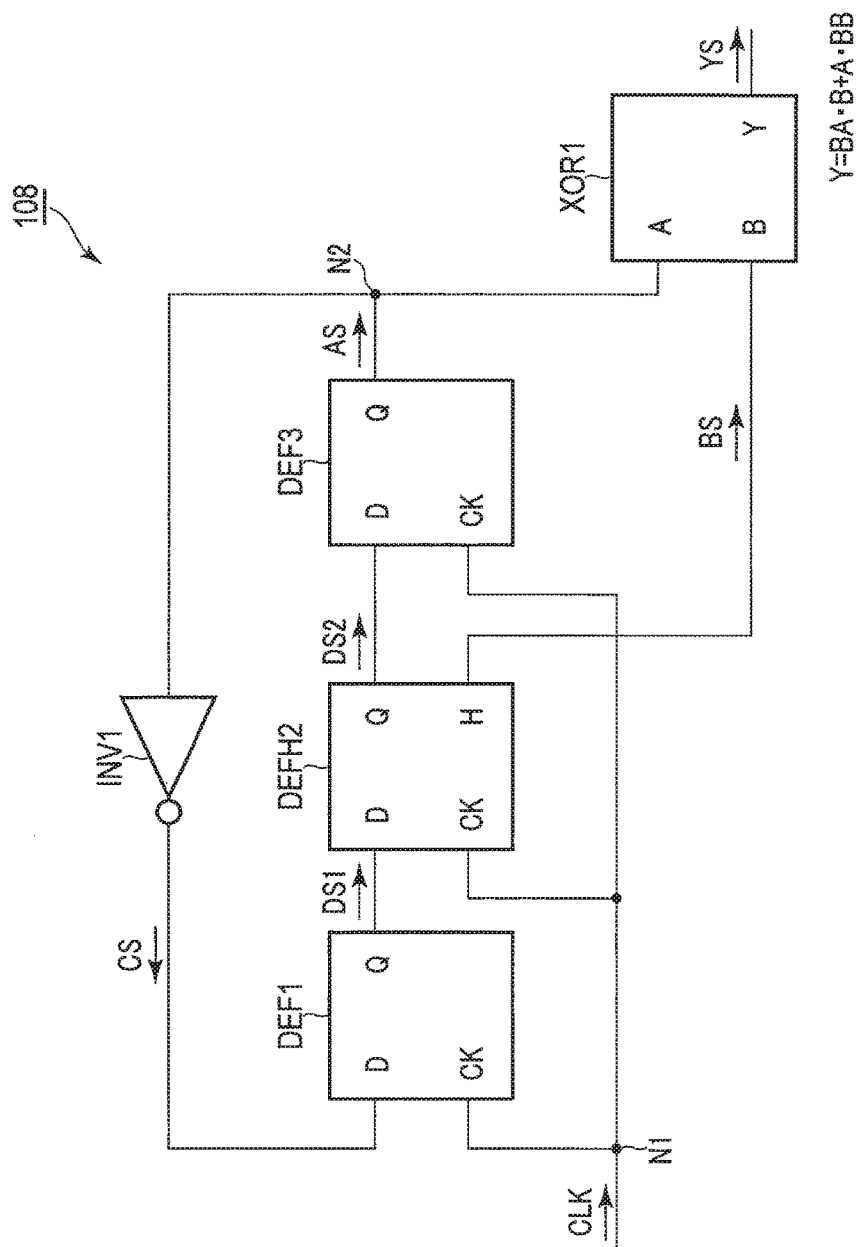 108
INV1
CS
N2
DEF1
D
Q
CK
DS1
DEFH2
D
Q
CK
H
DS2
DEF3
D
Q
CK
AS
XOR1
A
B
Y
YS
BS
CLK
N1
Y=BA·B+A·BB